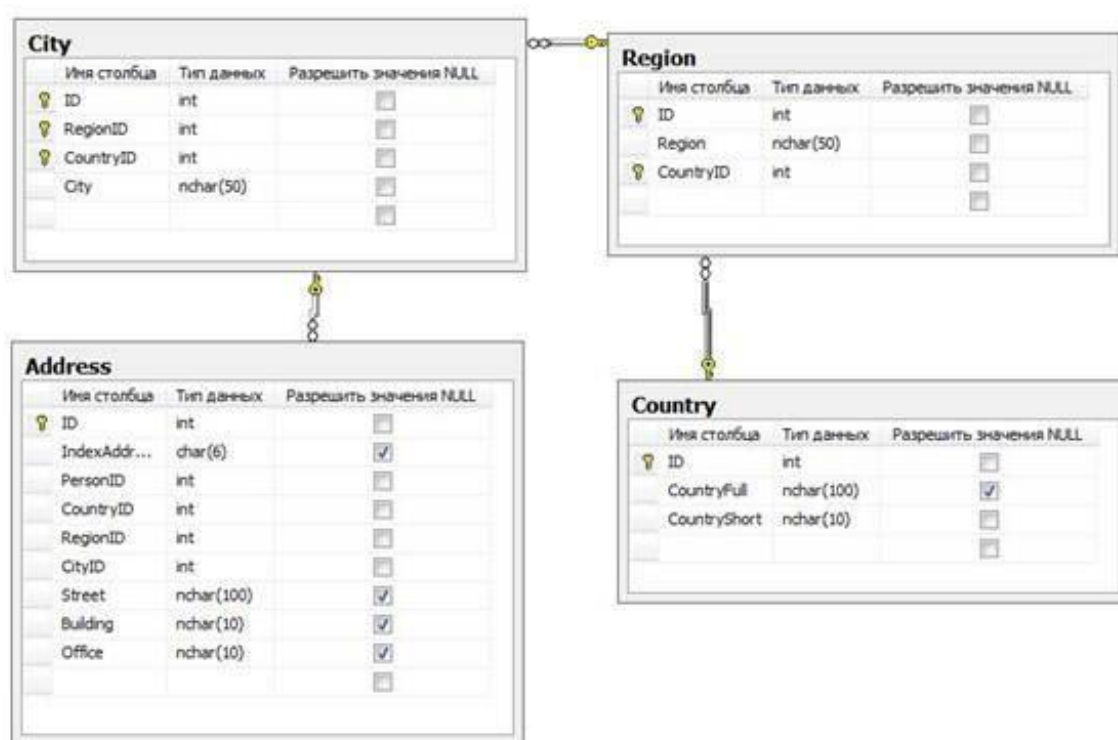 City
Имя столбца Тип данных Разрешить значения NULL
ID int
RegionID int
CountryID int
City nchar(50)
Region
Имя столбца Тип данных Разрешить значения NULL
ID int
Region nchar(50)
CountryID int
Address
Имя столбца Тип данных Разрешить значения NULL
ID int
IndexAddr... char(6)
PersonID int
CountryID int
RegionID int
CityID int
Street nchar(100)
Building nchar(10)
Office nchar(10)
Country
Имя столбца Тип данных Разрешить значения NULL
ID int
CountryFull nchar(100)
CountryShort nchar(10)